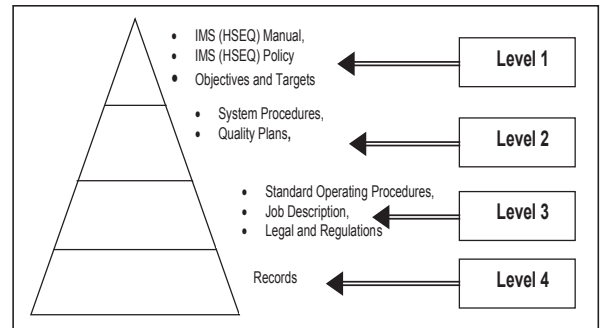 • IMS (HSEQ) Manual,
• IMS (HSEQ) Policy
• Objectives and Targets
Level 1
• System Procedures,
• Quality Plans,
Level 2
• Standard Operating Procedures,
• Job Description,
• Legal and Regulations
Level 3
Records
Level 4